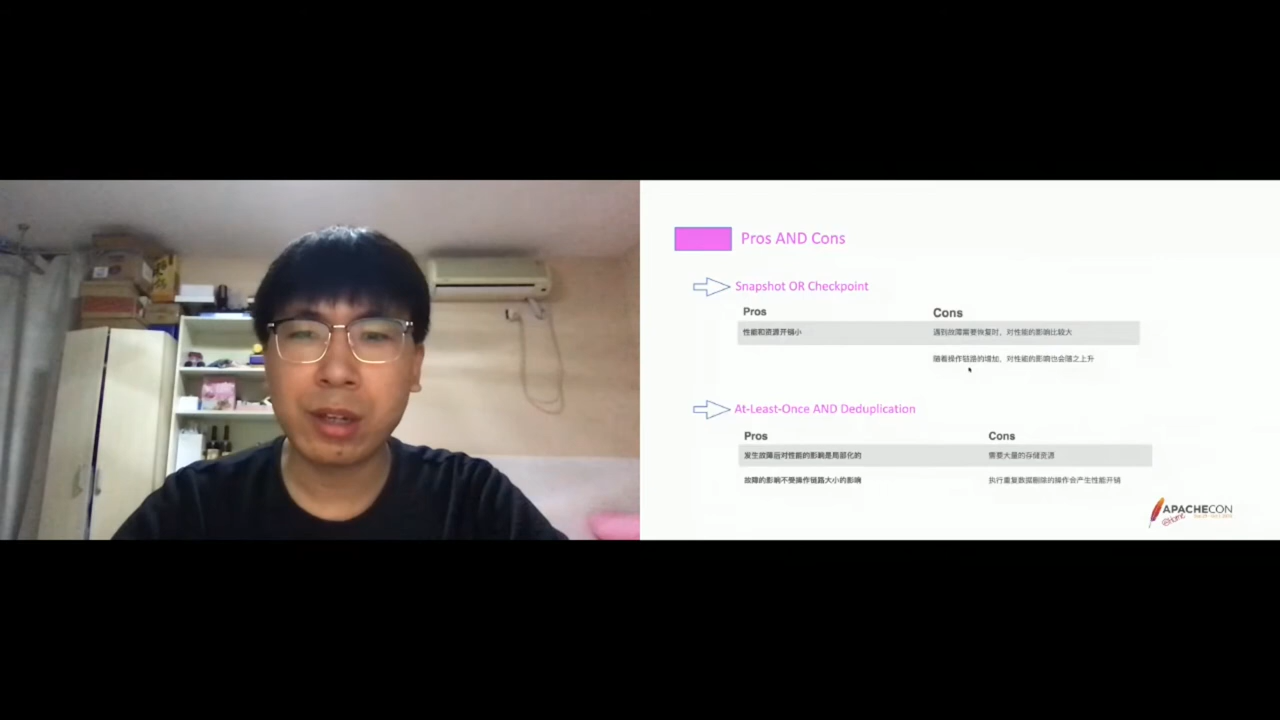 Pros AND Cons
Snapshot OR Checkpoint
Pros Cons
性能和资源开销小 遇到故障需要恢复时，对性能的影响比较大
随着操作链路的增加，对性能的影响也会随之上升
At-Least-Once AND Deduplication
Pros Cons
发生故障后对性能的影响是局部化的 需要大量的存储资源
故障的影响不受操作链路大小的影响 执行重复数据删除的操作会产生性能开销
APACHECON
@Home